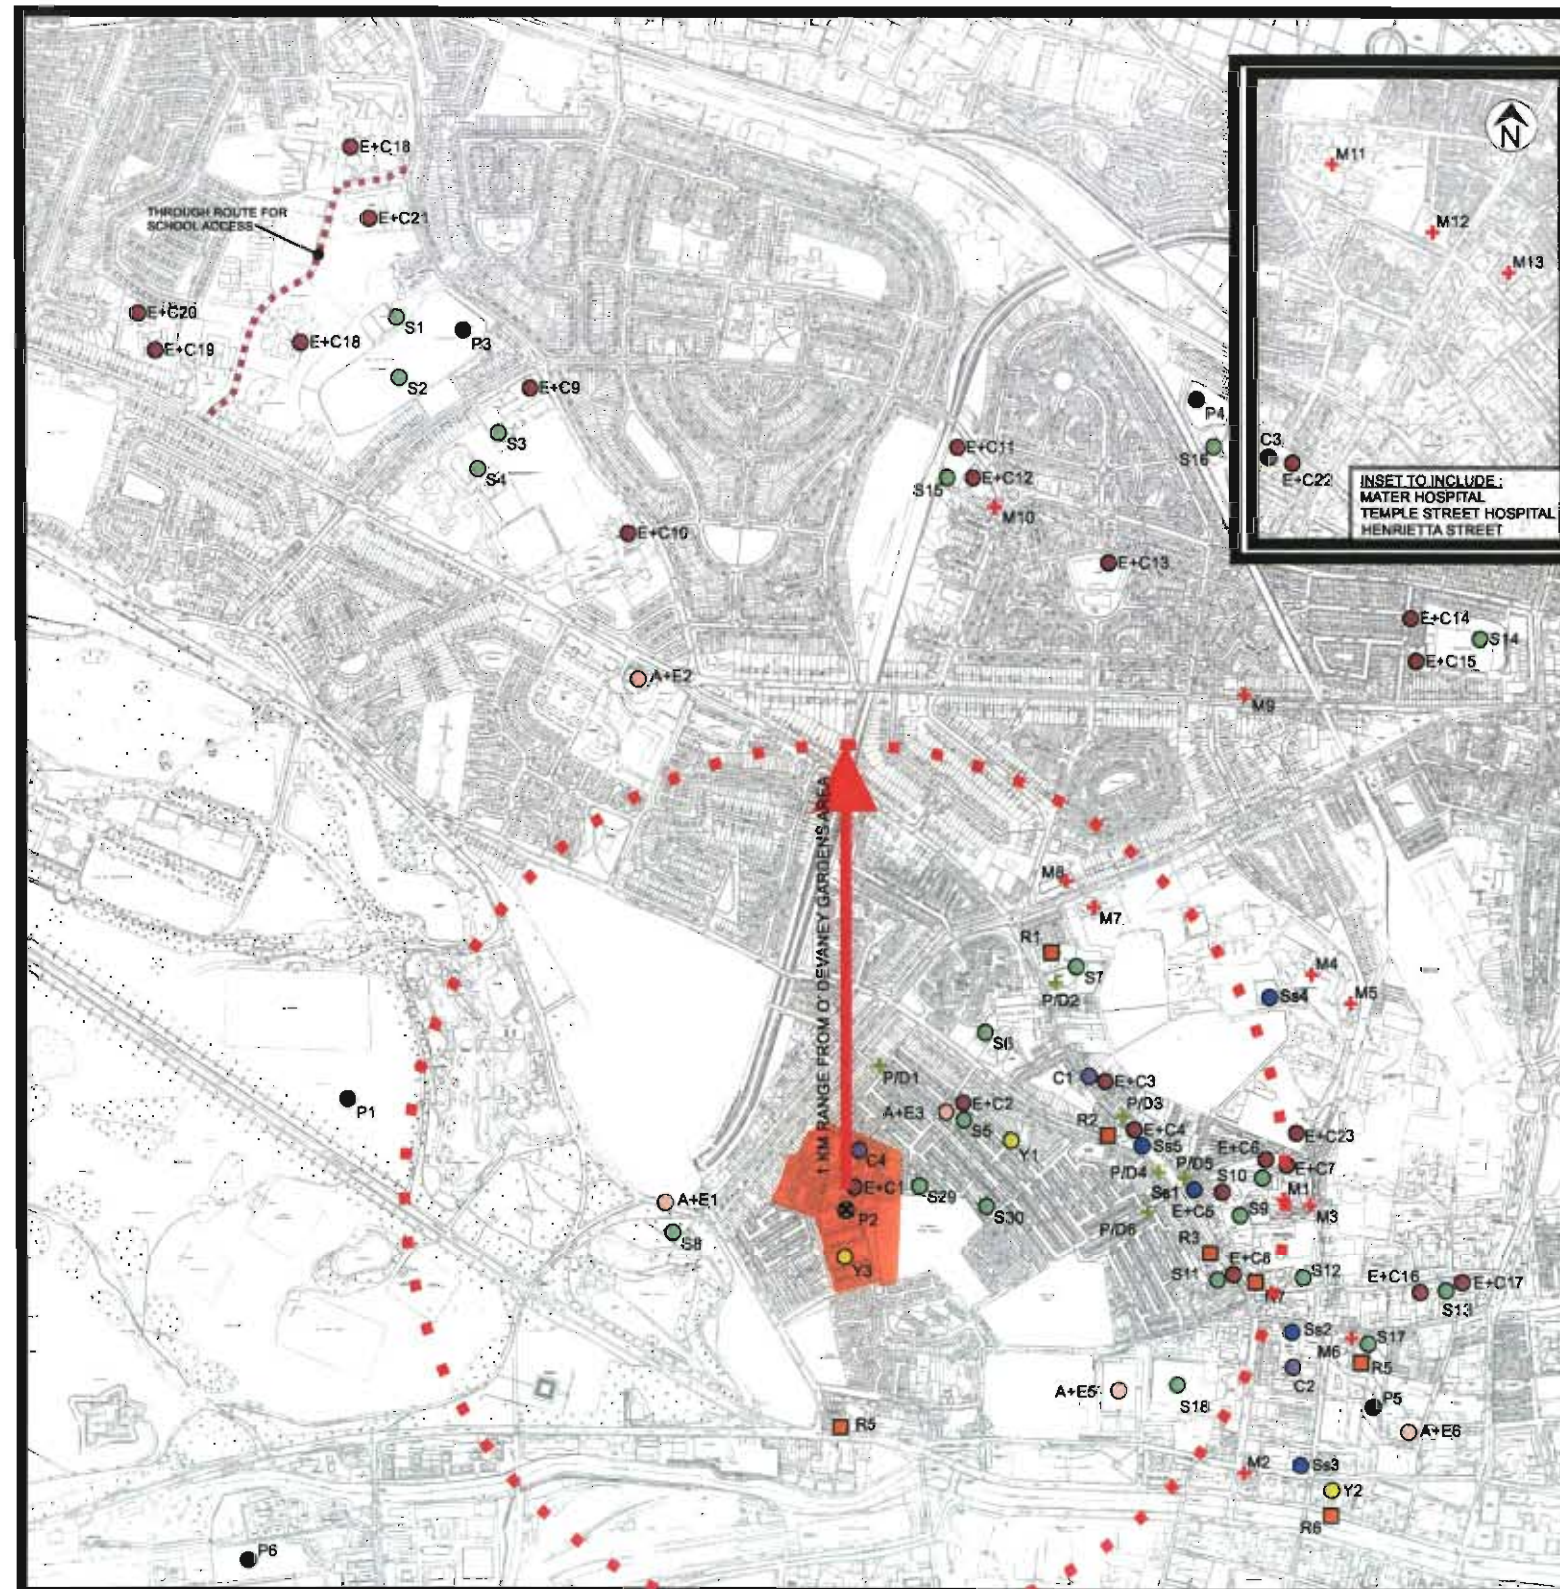 E+C18
THROUGH ROUTE FOR
SCHOOL ACCESS
E+C21
E+C20
E+C19
E+C18
S1
P3
S2
E+C9
S3
S4
E+C10
E+C11
S15
E+C12
M10
E+C13
P4
S16
N
M11
M12
M13
C3
E+C22
INSET TO INCLUDE :
MATER HOSPITAL
TEMPLE STREET HOSPITAL
HENRIETTA STREET
E+C14
S14
E+C15
M9
A+E2
1 KM RANGE FROM O'DEVANEY GARDENS AREA
M8
M7
R1
S7
P/D2
M4
Ss4
M5
S6
P/D1
C1
E+C3
A+E3
E+C2
S5
Y1
P/D3
R2
E+C4
Ss5
E+C23
E+C6
E+C7
P/D4
P/D5
S10
Ss1
M1
E+C5
S9
M3
P/D6
C4
E+C1
S29
P2
S30
Y3
A+E1
S8
P1
R3
E+C8
S11
R7
S12
E+C16
E+C17
S13
Ss2
M6
S17
R5
C2
A+E5
S18
P5
A+E6
R5
M2
Ss3
Y2
R6
P6